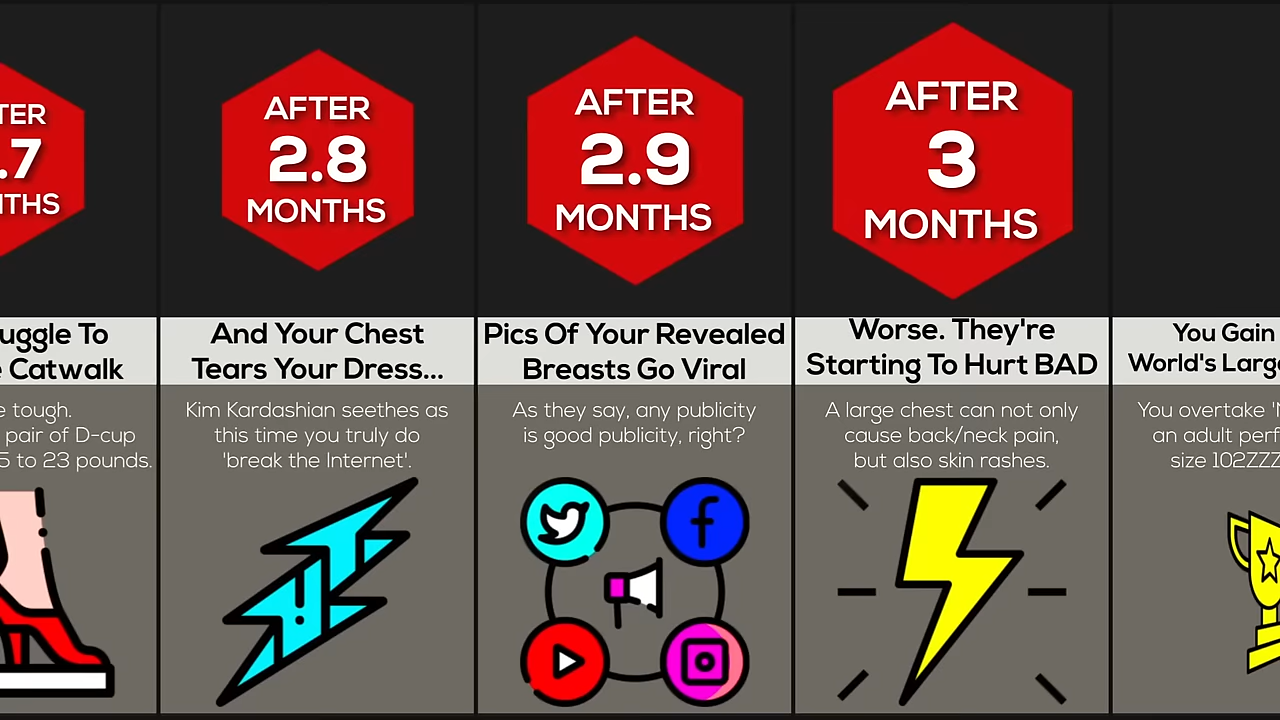 AFTER
2.8
MONTHS
And Your Chest
Tears Your Dress...
Kim Kardashian seethes as
this time you truly do
'break the Internet'.
AFTER
2.9
MONTHS
Pics Of Your Revealed
Breasts Go Viral
As they say, any publicity
is good publicity, right?
AFTER
3
MONTHS
Worse. They're
Starting To Hurt BAD
A large chest can not only
cause back/neck pain,
but also skin rashes.
TER
.7
THS
uggle To
Catwalk
e tough.
pair of D-cup
5 to 23 pounds.
You Gain
World's Larg
You overtake
an adult perf
size 102ZZZ